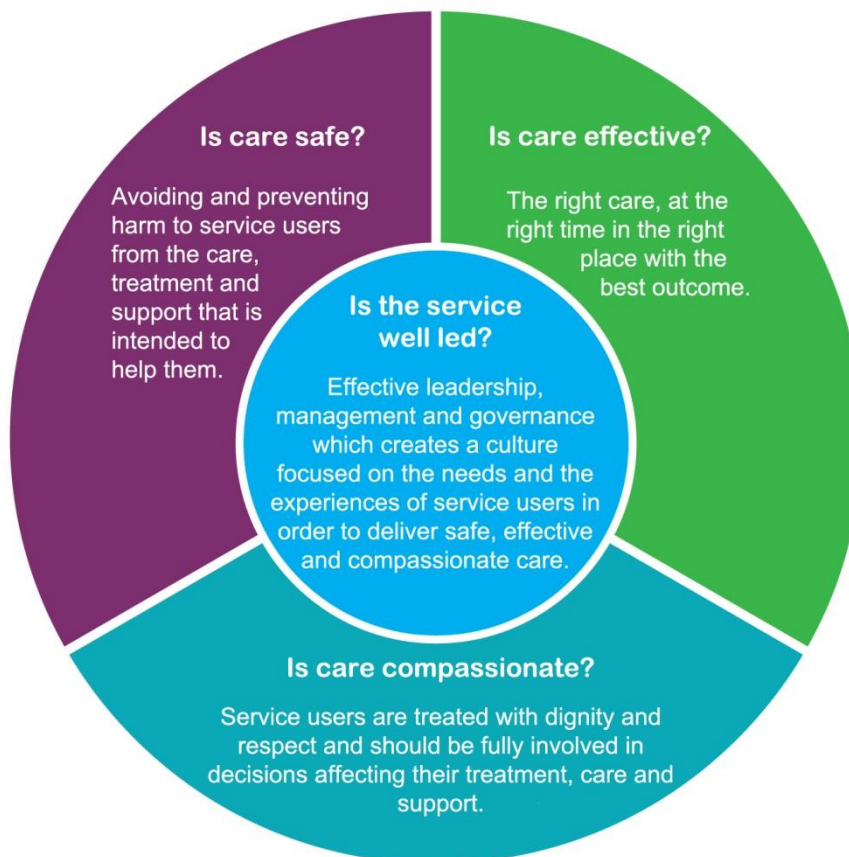 Is care safe?
Avoiding and preventing
harm to service users
from the care,
treatment and
support that is
intended to
help them.
Is care effective?
The right care, at the
right time in the right
place with the
best outcome.
Is the service
well led?
Effective leadership,
management and governance
which creates a culture
focused on the needs and the
experiences of service users in
order to deliver safe, effective
and compassionate care.
Is care compassionate?
Service users are treated with dignity and
respect and should be fully involved in
decisions affecting their treatment, care and
support.